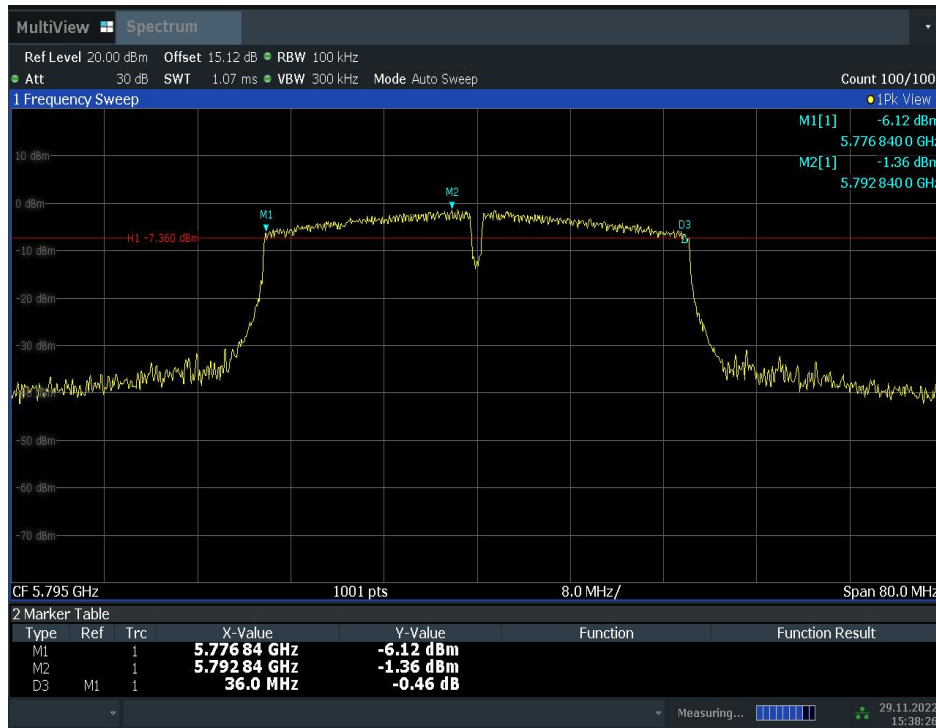 MultiView Spectrum
Ref Level 20.00 dBm Offset 15.12 dB RBW 100 kHz
Att 30 dB SWT 1.07 ms VBW 300 kHz Mode Auto Sweep Count 100/100
1 Frequency Sweep 1Pk View
M1[1] -6.12 dBm
5.776 840 0 GHz
M2[1] -1.36 dBm
5.792 840 0 GHz
10 dBm
0 dBm
M2
M1
D3
H1 -7.360 dBm
-10 dBm
-20 dBm
-30 dBm
-50 dBm
-60 dBm
-70 dBm
CF 5.795 GHz 1001 pts 8.0 MHz/ Span 80.0 MHz
2 Marker Table
Type Ref Trc X-Value Y-Value Function Function Result
M1 1 5.776 84 GHz -6.12 dBm
M2 1 5.792 84 GHz -1.36 dBm
D3 M1 1 36.0 MHz -0.46 dB
Measuring... 29.11.2022
15:38:26